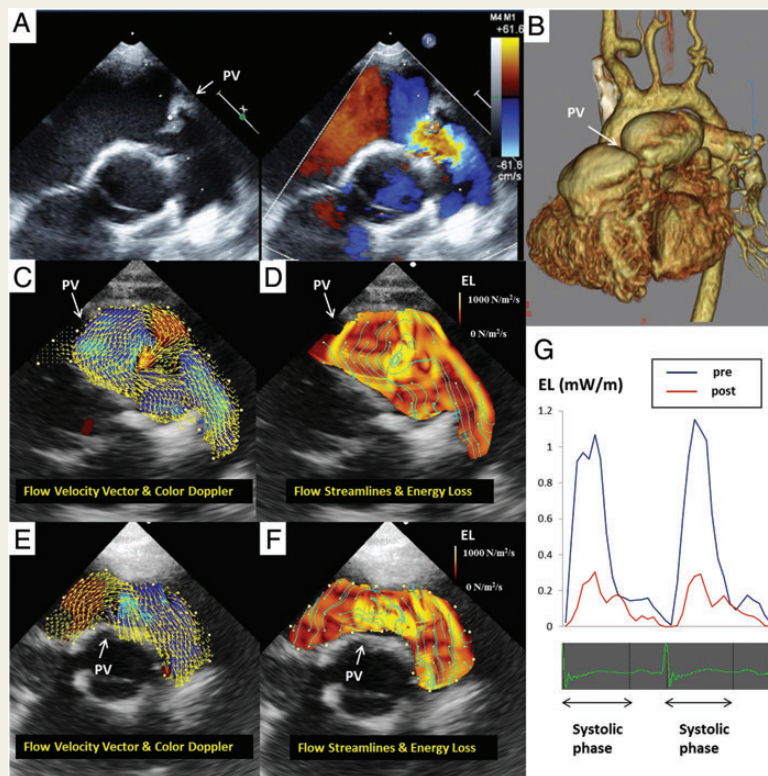 A
PV
M4 M1
+61.6
-61.6
cm/s
B
PV
C
PV
Flow Velocity Vector & Color Doppler
D
PV
EL
1000 N/m²/s
0 N/m²/s
Flow Streamlines & Energy Loss
E
PV
Flow Velocity Vector & Color Doppler
F
EL
1000 N/m²/s
0 N/m²/s
PV
Flow Streamlines & Energy Loss
G
EL (mW/m)
pre
post
1.2
1
0.8
0.6
0.4
0.2
0
Systolic
phase
Systolic
phase